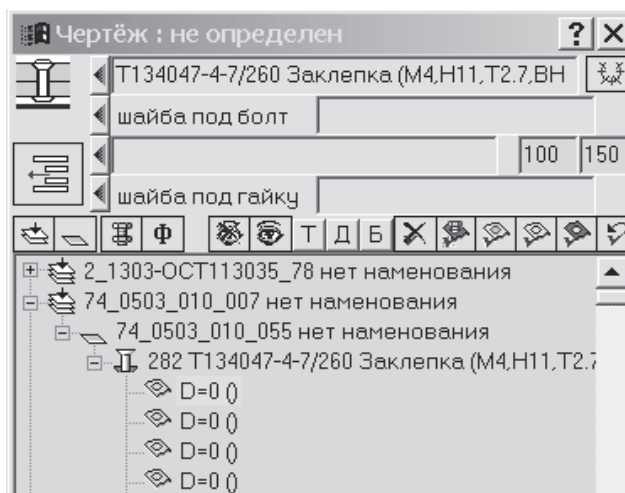 Чертёж : не определен ? X
Т134047-4-7/260 Заклепка (М4,Н11,Т2.7,ВН
шайба под болт
100 150
шайба под гайку
Ф Т Д Б
2_1303-ОСТ113035_78 нет наменования
74_0503_010_007 нет наменования
74_0503_010_055 нет наменования
282 Т134047-4-7/260 Заклепка (М4,Н11,Т2.7
D=0 ()
D=0 ()
D=0 ()
D=0 ()